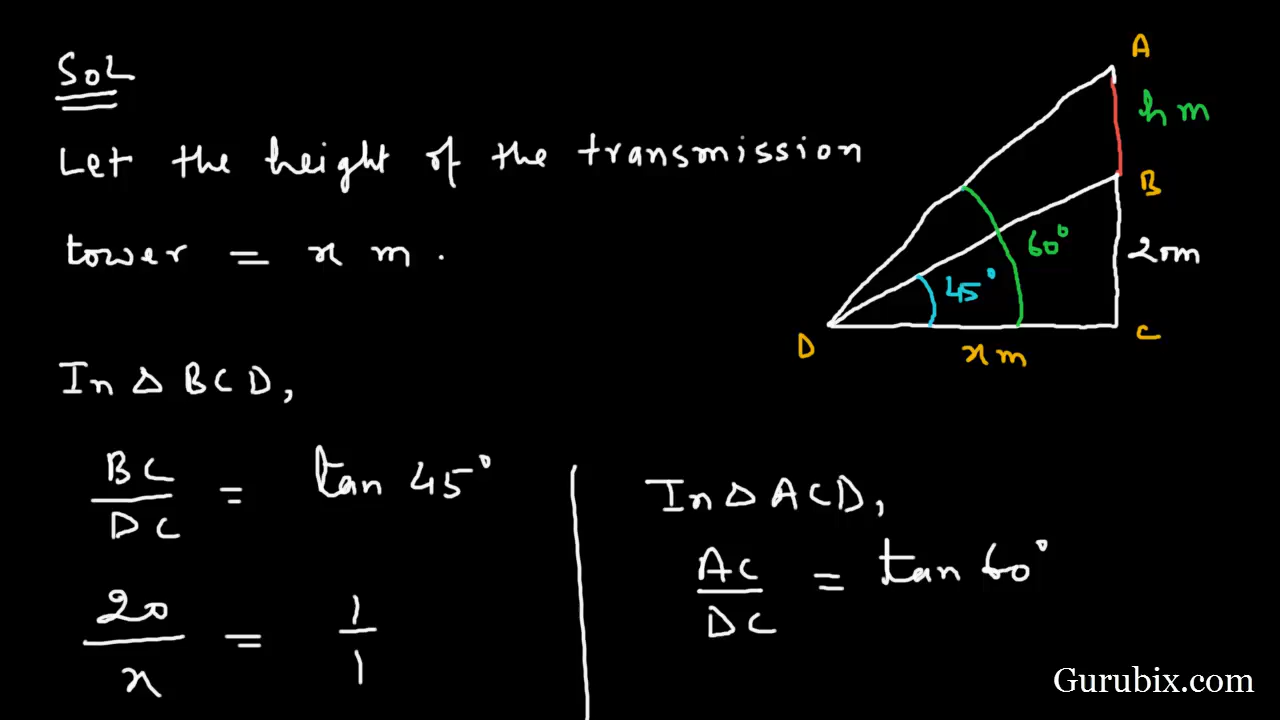 SOL
Let the height of the transmission
tower = x m.
A
h m
B
60°
20m
45°
D
C
x m
In Δ BCD,
BC/DC = tan 45°
20/x = 1/1
In Δ ACD,
AC/DC = tan 60°
Gurubix.com